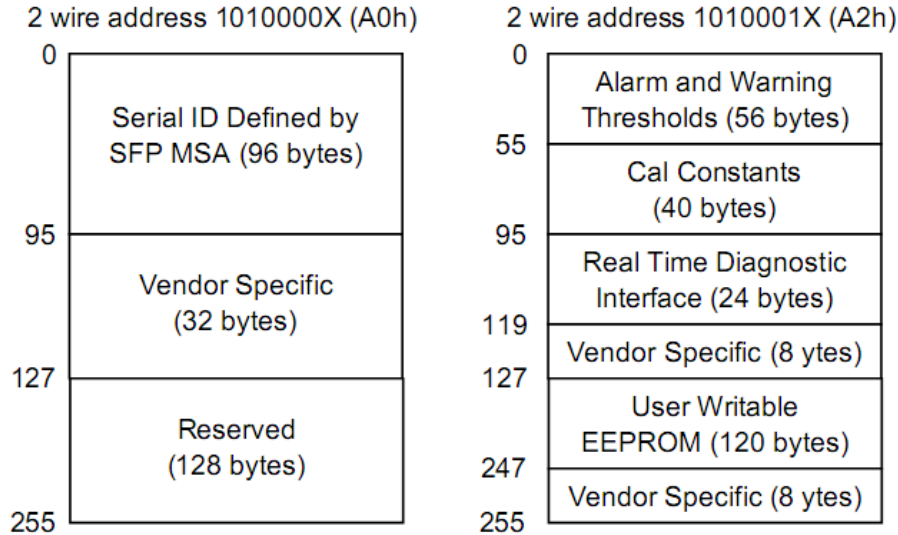 2 wire address 1010000X (A0h)
0
Serial ID Defined by
SFP MSA (96 bytes)
95
Vendor Specific
(32 bytes)
127
Reserved
(128 bytes)
255
2 wire address 1010001X (A2h)
0
Alarm and Warning
Thresholds (56 bytes)
55
Cal Constants
(40 bytes)
95
Real Time Diagnostic
Interface (24 bytes)
119
Vendor Specific (8 ytes)
127
User Writable
EEPROM (120 bytes)
247
Vendor Specific (8 ytes)
255